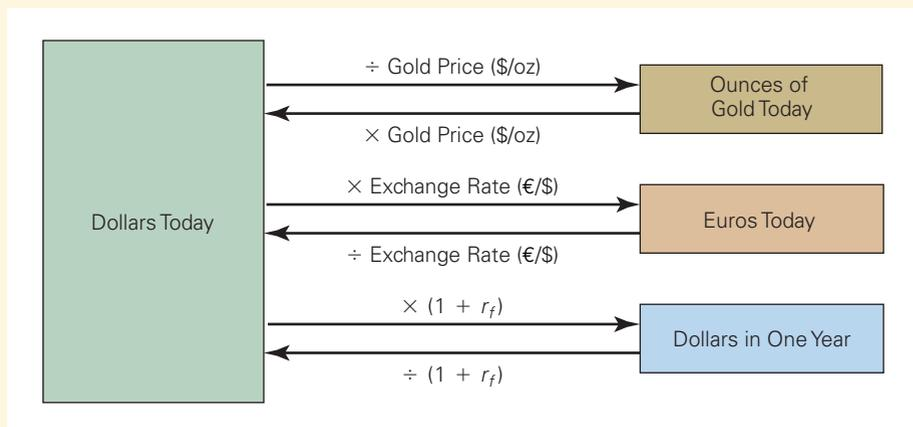 ÷ Gold Price ($/oz)
Ounces of
Gold Today
× Gold Price ($/oz)
× Exchange Rate (€/$)
Dollars Today
Euros Today
÷ Exchange Rate (€/$)
× (1 + r_f)
Dollars in One Year
÷ (1 + r_f)